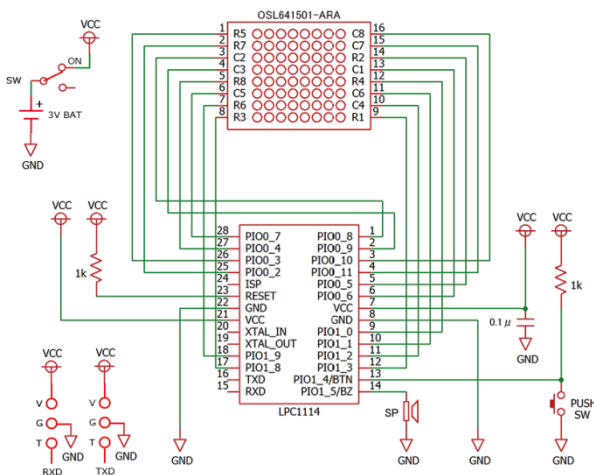 OSL641501-ARA
VCC
SW
ON
+
3V BAT
GND
1 R5 C8 16
2 R7 C7 15
3 C2 R2 14
4 C3 C1 13
5 R8 R4 12
6 C5 C6 11
7 R6 C4 10
8 R3 R1 9
VCC VCC
1k
VCC VCC
1k
0.1μ
GND
28 PIO0_7 PIO0_8 1
27 PIO0_4 PIO0_9 2
26 PIO0_3 PIO0_10 3
25 PIO0_2 PIO0_11 4
24 ISP PIO0_5 5
23 RESET PIO0_6 6
22 GND VCC 7
21 VCC GND 8
20 XTAL_IN PIO1_0 9
19 XTAL_OUT PIO1_1 10
18 PIO1_9 PIO1_2 11
17 PIO1_8 PIO1_3 12
16 TXD PIO1_4/BTN 13
15 RXD PIO1_5/BZ 14
LPC1114
VCC VCC
V V
G G
T T
GND GND
RXD TXD
GND
SP
GND
GND
PUSH
SW
GND